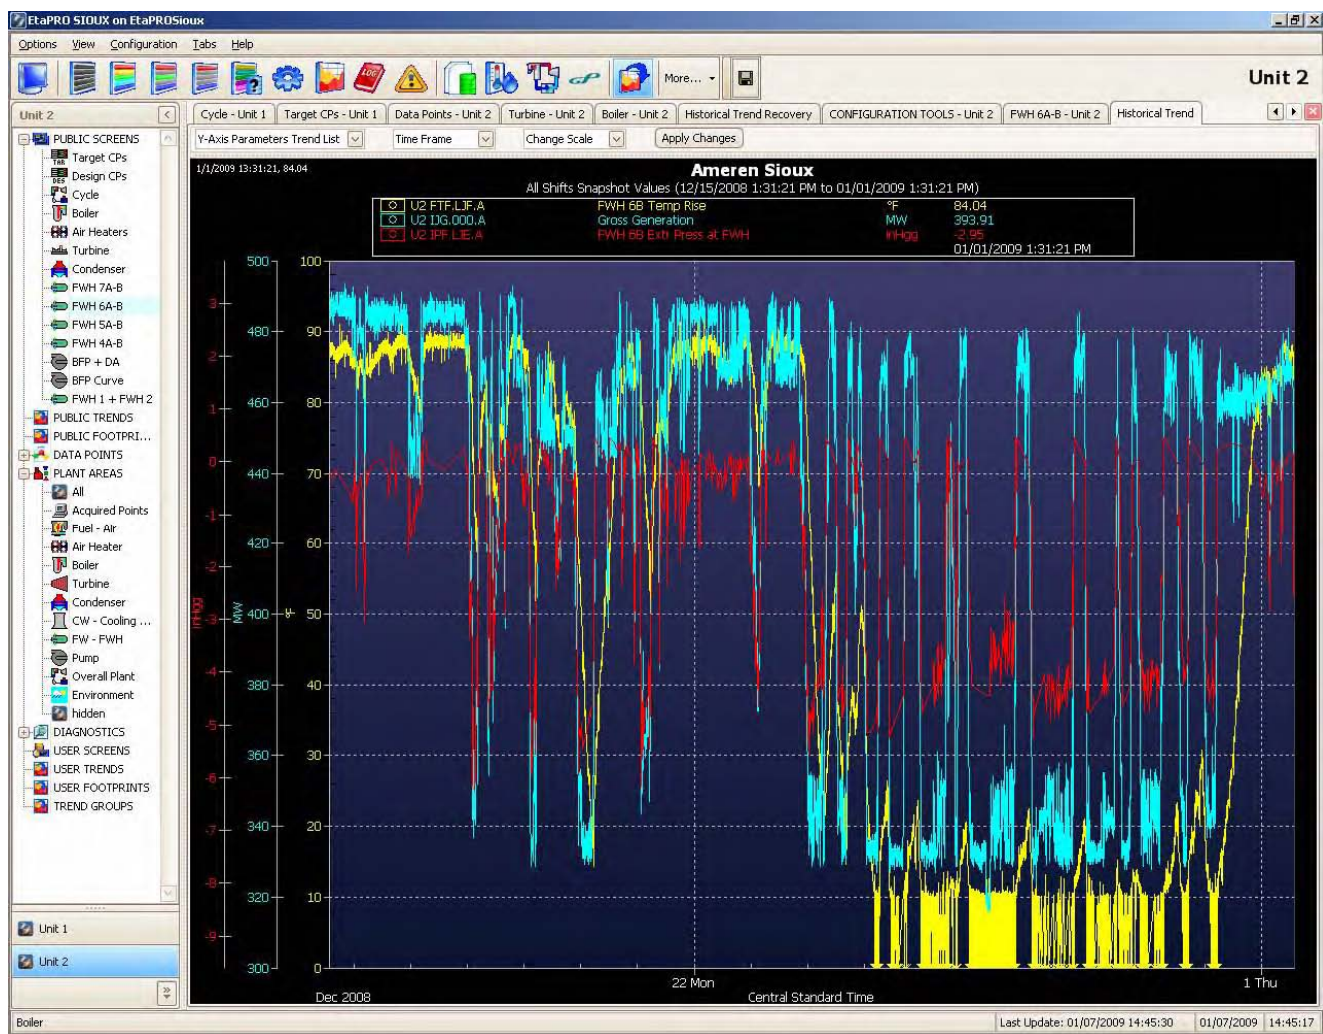 EtaPRO SIOUX on EtaPROSioux
Options View Configuration Tabs Help
LOG
GP
More...
Unit 2
Unit 2
Cycle - Unit 1 Target CPs - Unit 1 Data Points - Unit 2 Turbine - Unit 2 Boiler - Unit 2 Historical Trend Recovery CONFIGURATION TOOLS - Unit 2 FWH 6A-B - Unit 2 Historical Trend
Y-Axis Parameters Trend List Time Frame Change Scale Apply Changes
PUBLIC SCREENS
Target CPs
Design CPs
Cycle
Boiler
Air Heaters
Turbine
Condenser
FWH 7A-B
FWH 6A-B
FWH 5A-B
FWH 4A-B
BFP + DA
BFP Curve
FWH 1 + FWH 2
PUBLIC TRENDS
PUBLIC FOOTPRI...
DATA POINTS
PLANT AREAS
All
Acquired Points
Fuel - Air
Air Heater
Boiler
Turbine
Condenser
CW - Cooling ...
FW - FWH
Pump
Overall Plant
Environment
hidden
DIAGNOSTICS
USER SCREENS
USER TRENDS
USER FOOTPRINTS
TREND GROUPS
Unit 1
Unit 2
1/1/2009 13:31:21, 84.04
Ameren Sioux
All Shifts Snapshot Values (12/15/2008 1:31:21 PM to 01/01/2009 1:31:21 PM)
U2 FTF.LJF.A FWH 6B Temp Rise °F 84.04
U2 IJG.000.A Gross Generation MW 393.91
U2 IPF LJE.A FWH 6B Extr Press at FWH inHgg -2.95
01/01/2009 1:31:21 PM
500 100
3
480 90
2
1 460 80
0
440 70
-1
420 60
-2
inHgg -3 MW 400 °F 50
-4
380 40
-5
360 30
-6
-7 340 20
-8
320 10
-9
300 0
22 Mon 1 Thu
Dec 2008 Central Standard Time
Boiler Last Update: 01/07/2009 14:45:30 01/07/2009 14:45:17